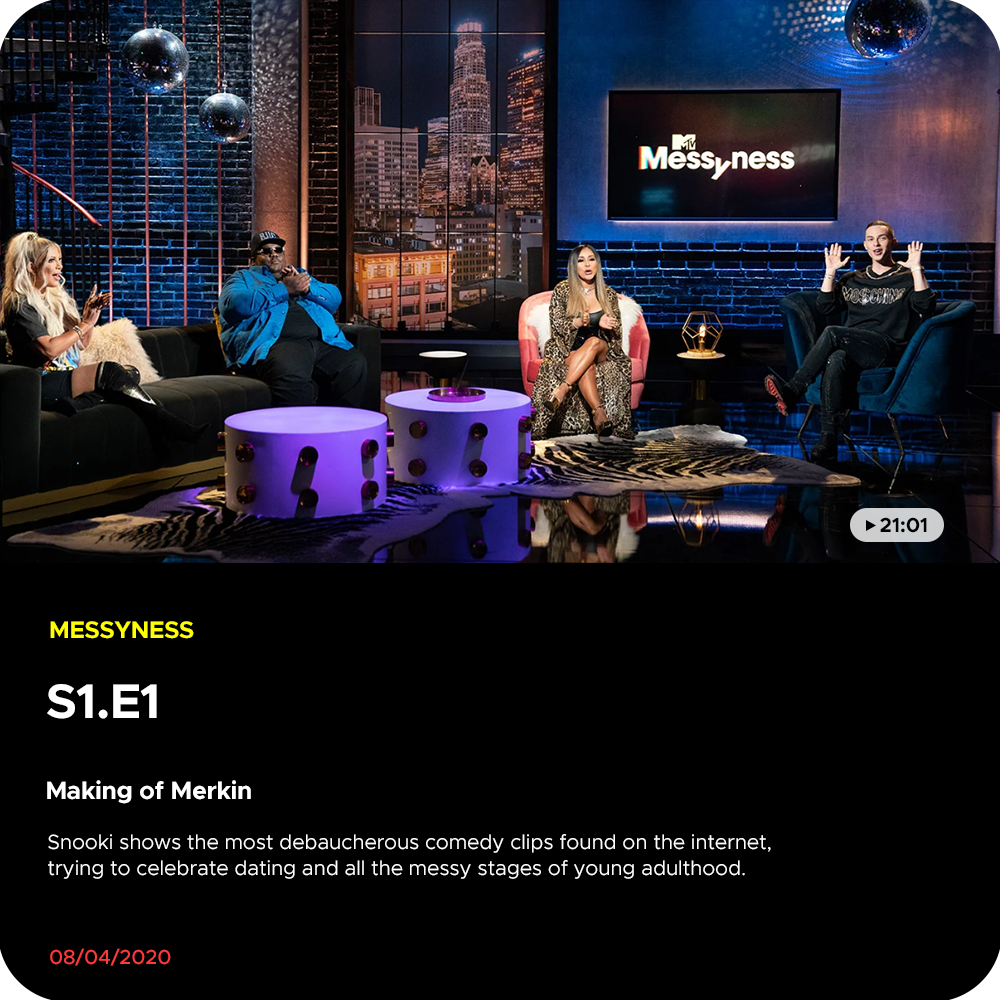 MTV
Messyness
MOSCHINO
21:01
MESSYNESS
S1.E1
Making of Merkin
Snooki shows the most debaucherous comedy clips found on the internet,
trying to celebrate dating and all the messy stages of young adulthood.
08/04/2020